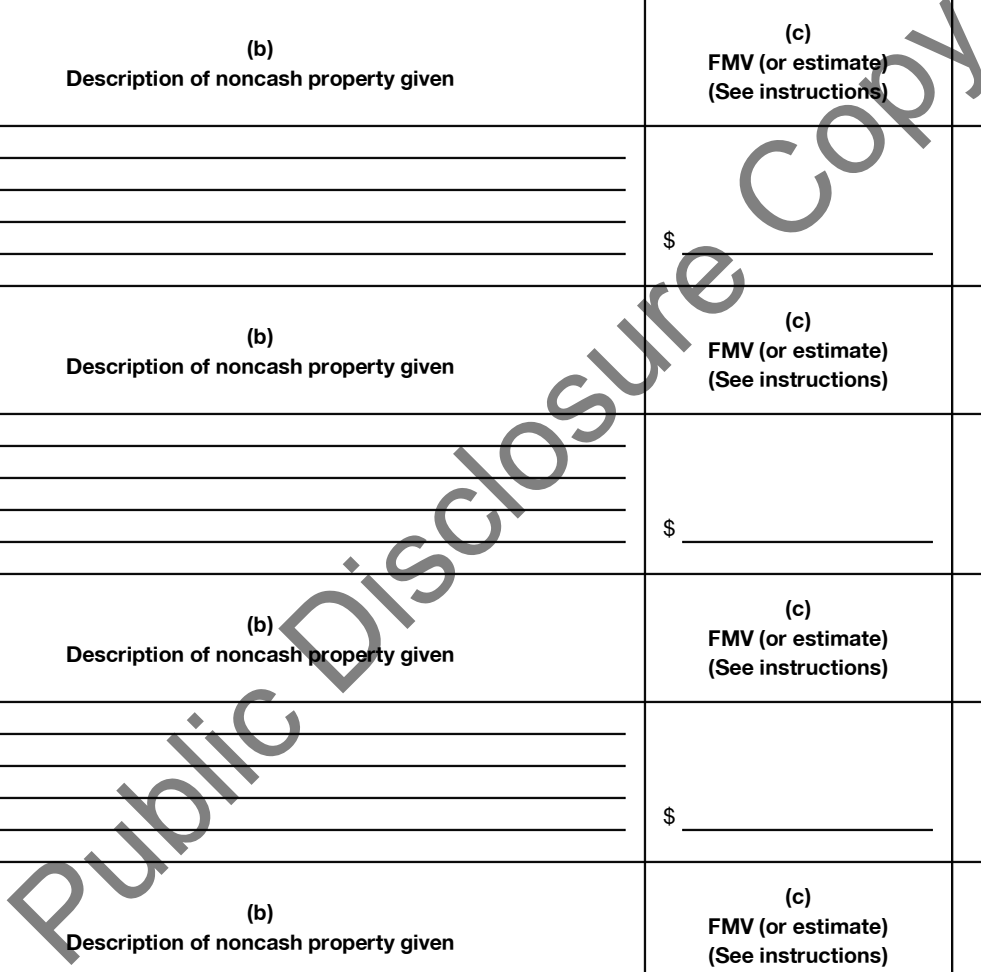 (b)
Description of noncash property given
(c)
FMV (or estimate)
(See instructions)
$
(b)
Description of noncash property given
(c)
FMV (or estimate)
(See instructions)
$
(b)
Description of noncash property given
(c)
FMV (or estimate)
(See instructions)
$
(b)
Description of noncash property given
(c)
FMV (or estimate)
(See instructions)
Public Disclosure Copy